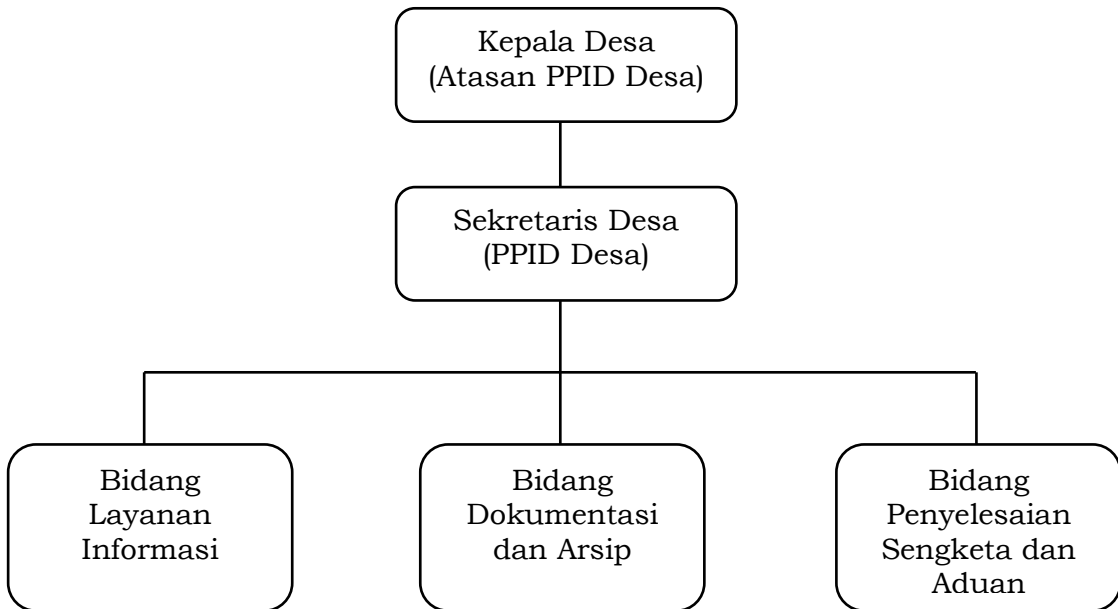 Kepala Desa
(Atasan PPID Desa)
Sekretaris Desa
(PPID Desa)
Bidang
Layanan
Informasi
Bidang
Dokumentasi
dan Arsip
Bidang
Penyelesaian
Sengketa dan
Aduan